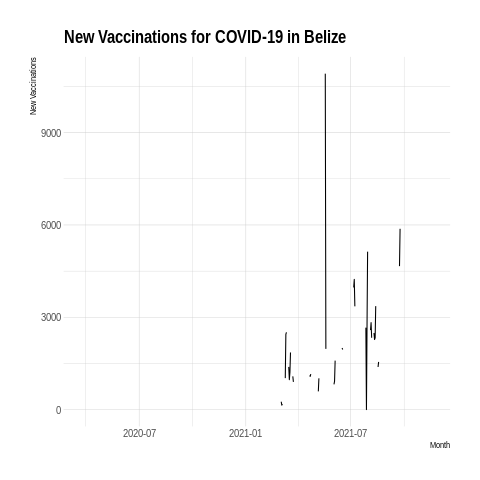 New Vaccinations for COVID-19 in Belize
New Vaccinations
9000
6000
3000
0
2020-07
2021-01
2021-07
Month